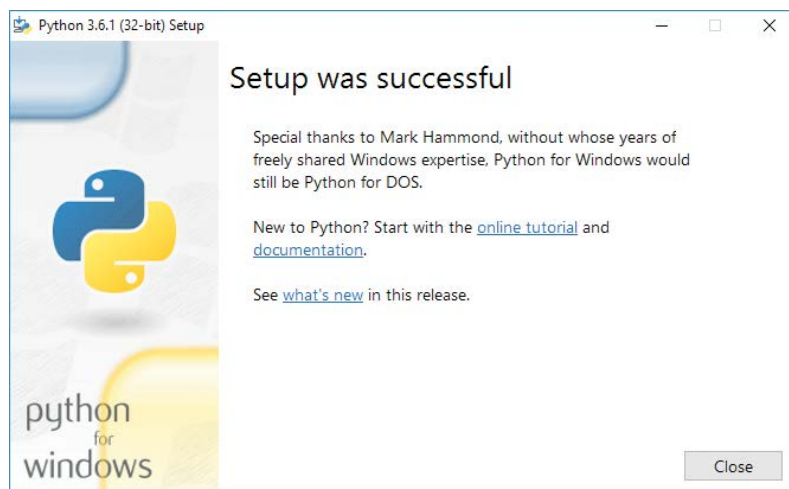 Python 3.6.1 (32-bit) Setup
Setup was successful
Special thanks to Mark Hammond, without whose years of
freely shared Windows expertise, Python for Windows would
still be Python for DOS.
New to Python? Start with the online tutorial and
documentation.
See what's new in this release.
python
for
windows
Close